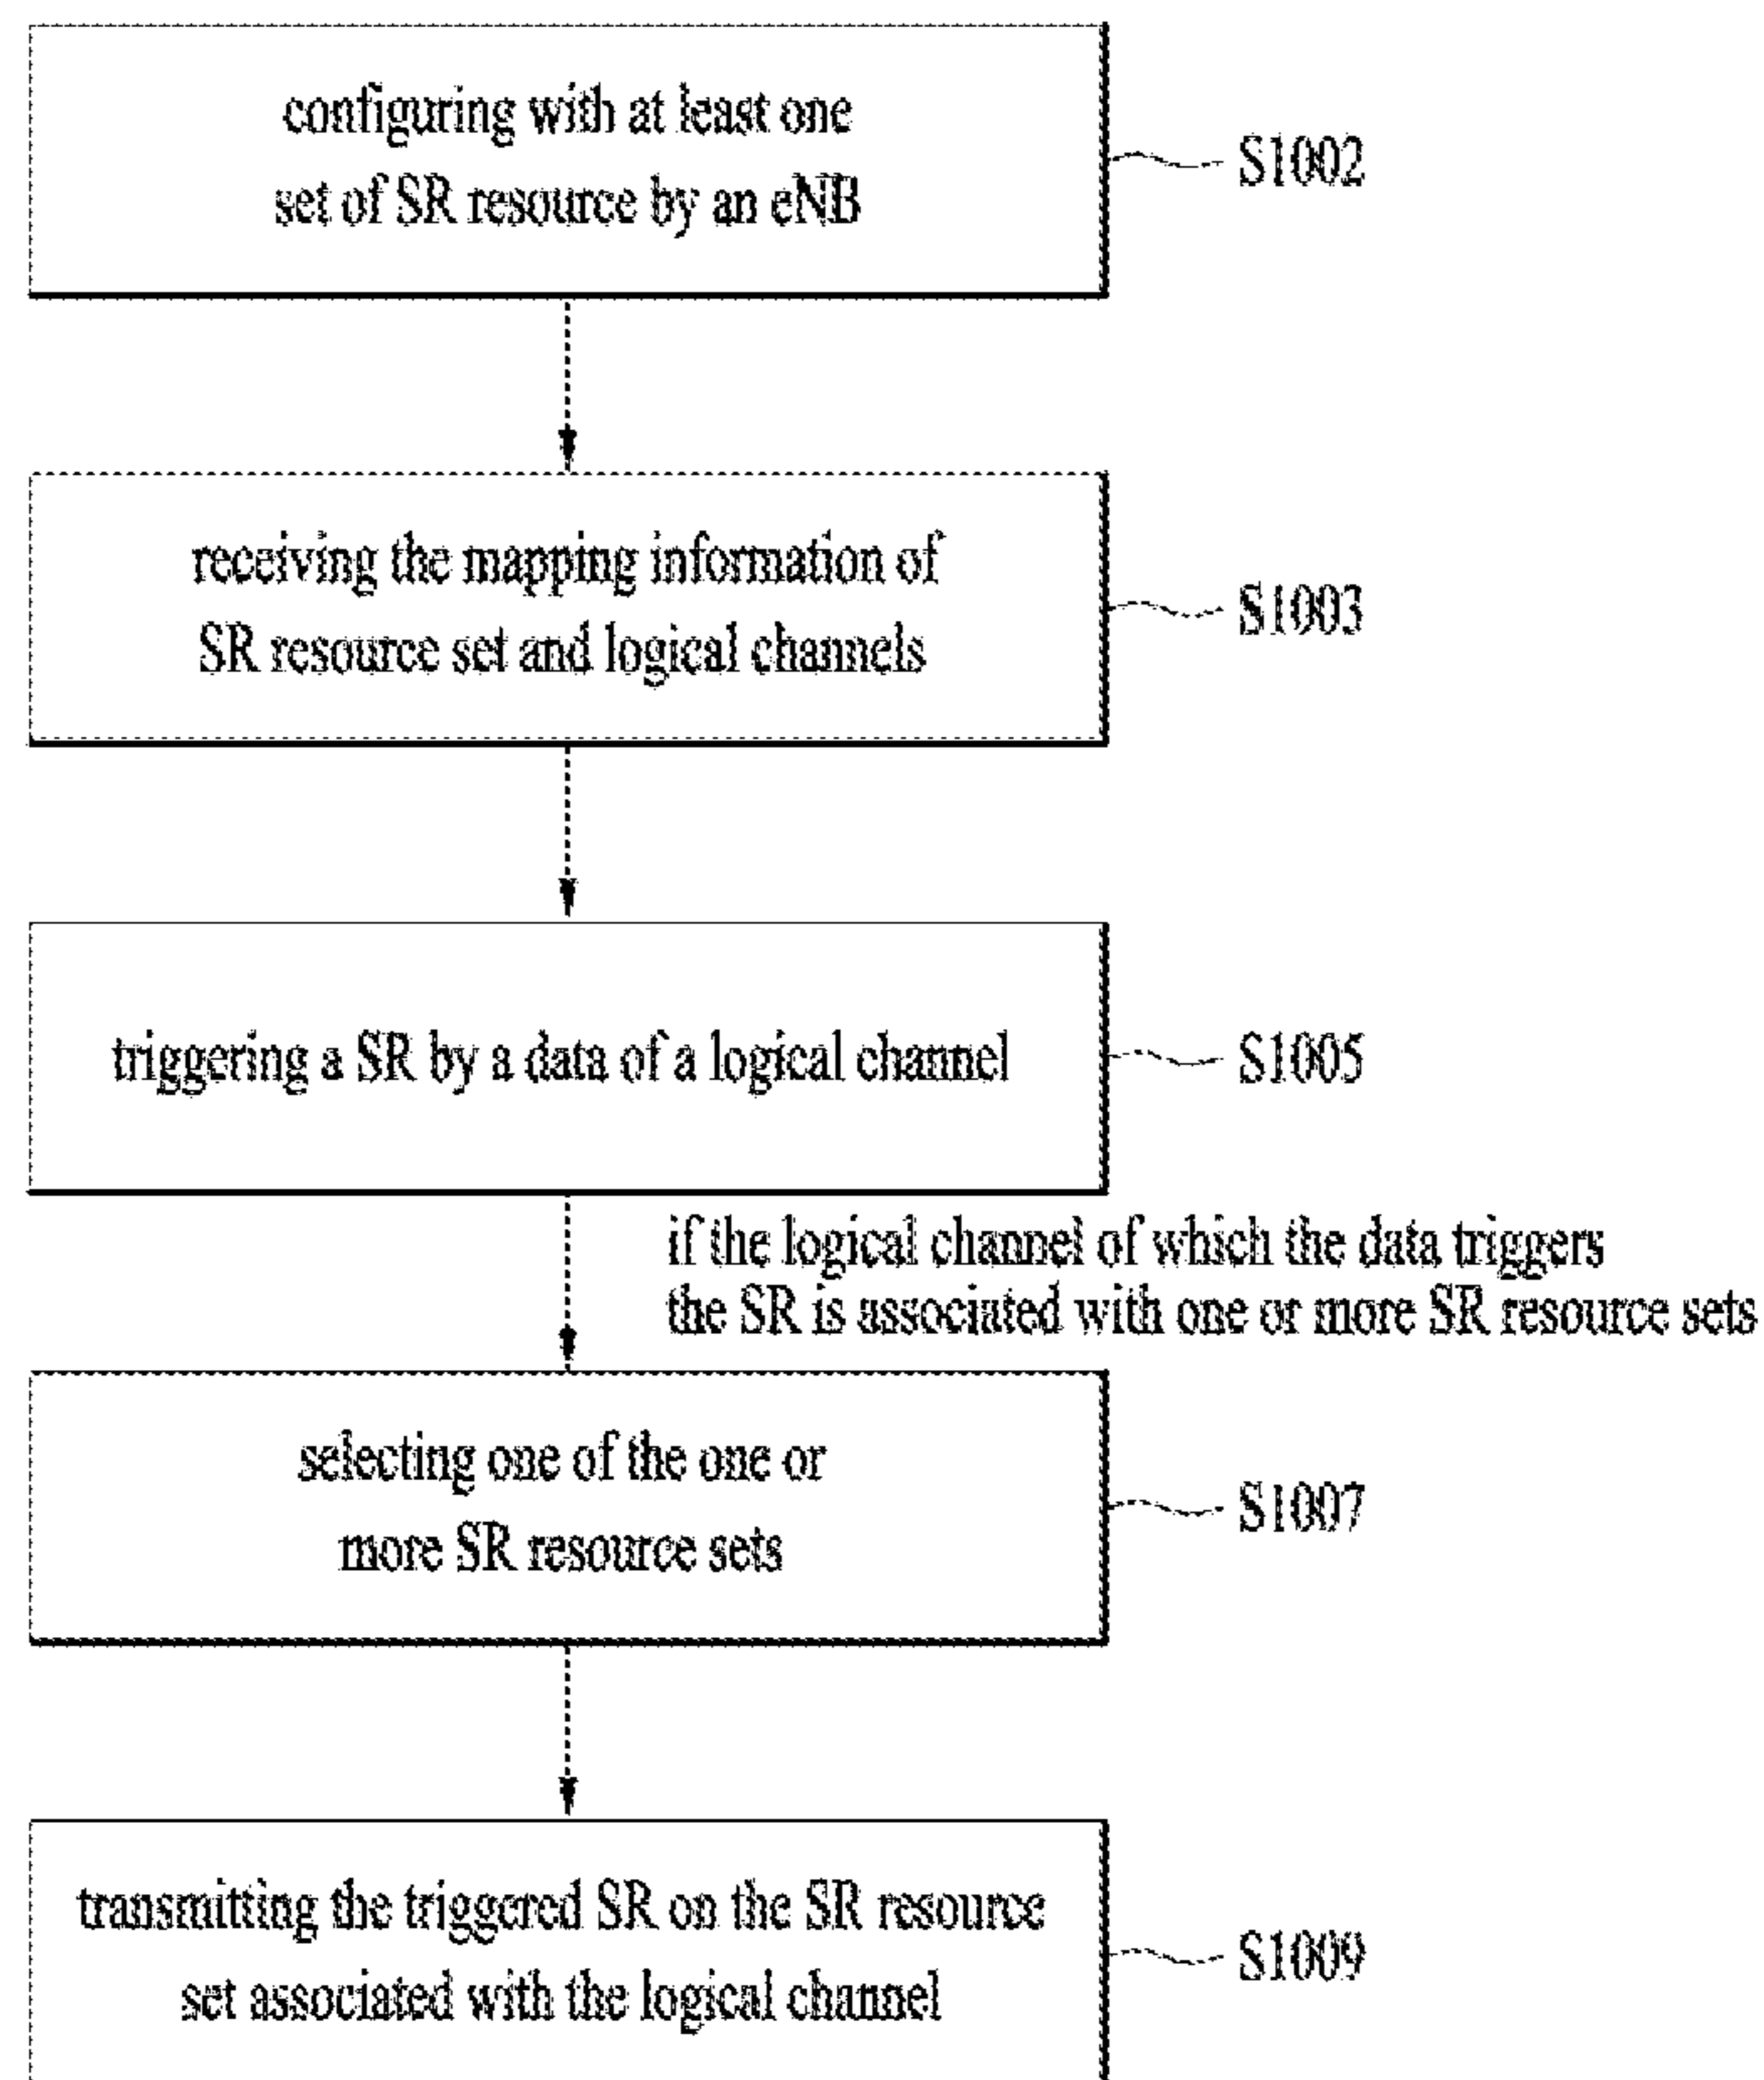 configuring with at least one
set of SR resource by an eNB
S1002
receiving the mapping information of
SR resource set and logical channels
S1003
triggering a SR by a data of a logical channel
S1005
if the logical channel of which the data triggers
the SR is associated with one or more SR resource sets
selecting one of the one or
more SR resource sets
S1007
transmitting the triggered SR on the SR resource
set associated with the logical channel
S1009